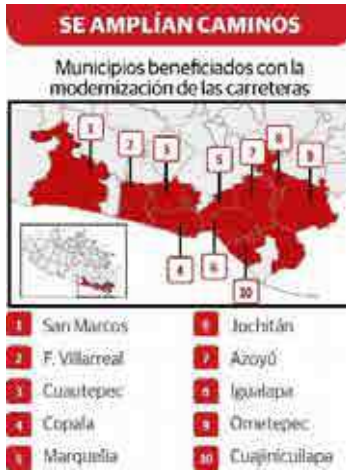 SE AMPLÍAN CAMINOS
Municipios beneficiados con la
modernización de las carreteras
1
2
3
5
7
8
9
4
6
10
1 San Marcos
2 F. Villarreal
3 Cuautepec
4 Copala
5 Marquelia
6 Jochitán
7 Azoyú
8 Igualapa
9 Ometepec
10 Cuajinicuilapa